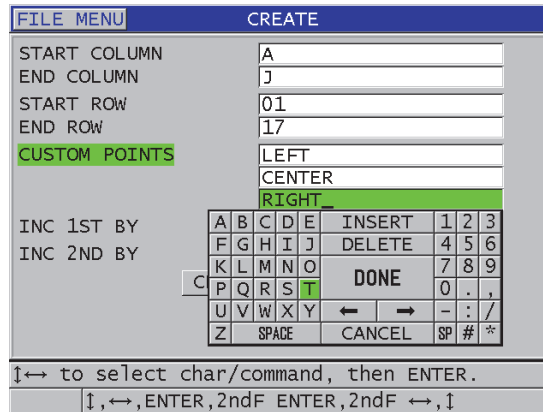 FILE MENU CREATE
START COLUMN A
END COLUMN J
START ROW 01
END ROW 17
CUSTOM POINTS LEFT
CENTER
RIGHT_
INC 1ST BY
INC 2ND BY
A B C D E INSERT 1 2 3
F G H I J DELETE 4 5 6
K L M N O DONE 7 8 9
P Q R S T 0 . ,
U V W X Y ← → - : /
Z SPACE CANCEL SP # *
↕↔ to select char/command, then ENTER.
↕,↔,ENTER,2ndF ENTER,2ndF ↔,↕